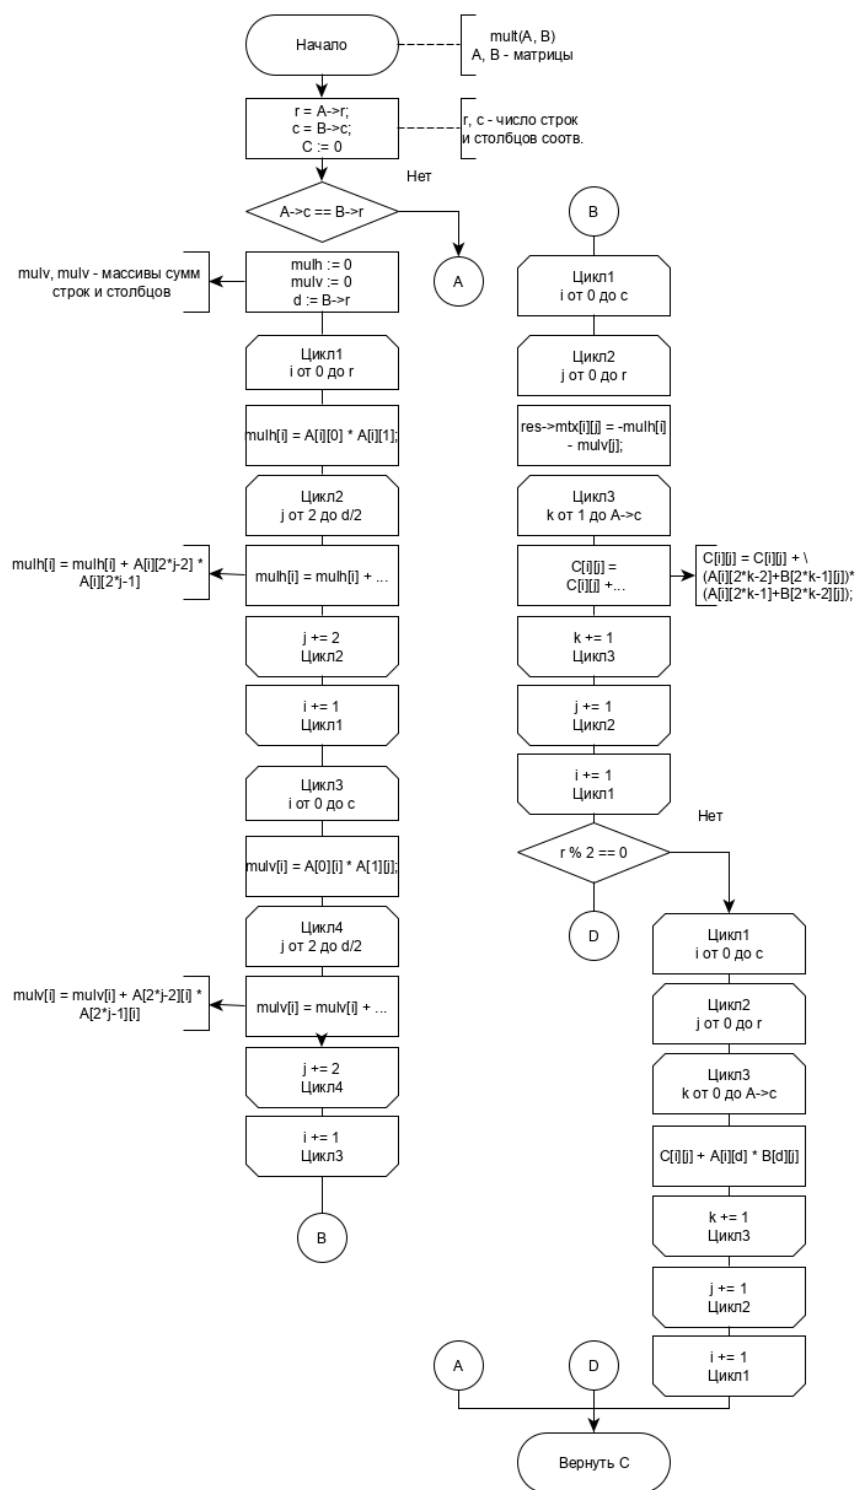 Начало
mult(A, B)
A, B - матрицы
r = A->r;
c = B->c;
C := 0
r, c - число строк
и столбцов соотв.
Нет
A->c == B->r
A
mulv, mulv - массивы сумм
строк и столбцов
mulh := 0
mulv := 0
d := B->r
Цикл1
i от 0 до r
mulh[i] = A[i][0] * A[i][1];
Цикл2
j от 2 до d/2
mulh[i] = mulh[i] + A[i][2*j-2] *
A[i][2*j-1]
mulh[i] = mulh[i] + ...
j += 2
Цикл2
i += 1
Цикл1
Цикл3
i от 0 до c
mulv[i] = A[0][i] * A[1][j];
Цикл4
j от 2 до d/2
mulv[i] = mulv[i] + A[2*j-2][i] *
A[2*j-1][i]
mulv[i] = mulv[i] + ...
j += 2
Цикл4
i += 1
Цикл3
B
B
Цикл1
i от 0 до c
Цикл2
j от 0 до r
res->mtx[i][j] = -mulh[i]
- mulv[j];
Цикл3
k от 1 до A->c
C[i][j] =
C[i][j] +...
C[i][j] = C[i][j] + \
(A[i][2*k-2]+B[2*k-1][j])*
(A[i][2*k-1]+B[2*k-2][j]);
k += 1
Цикл3
j += 1
Цикл2
i += 1
Цикл1
Нет
r % 2 == 0
D
Цикл1
i от 0 до c
Цикл2
j от 0 до r
Цикл3
k от 0 до A->c
C[i][j] + A[i][d] * B[d][j]
k += 1
Цикл3
j += 1
Цикл2
i += 1
Цикл1
A
D
Вернуть C